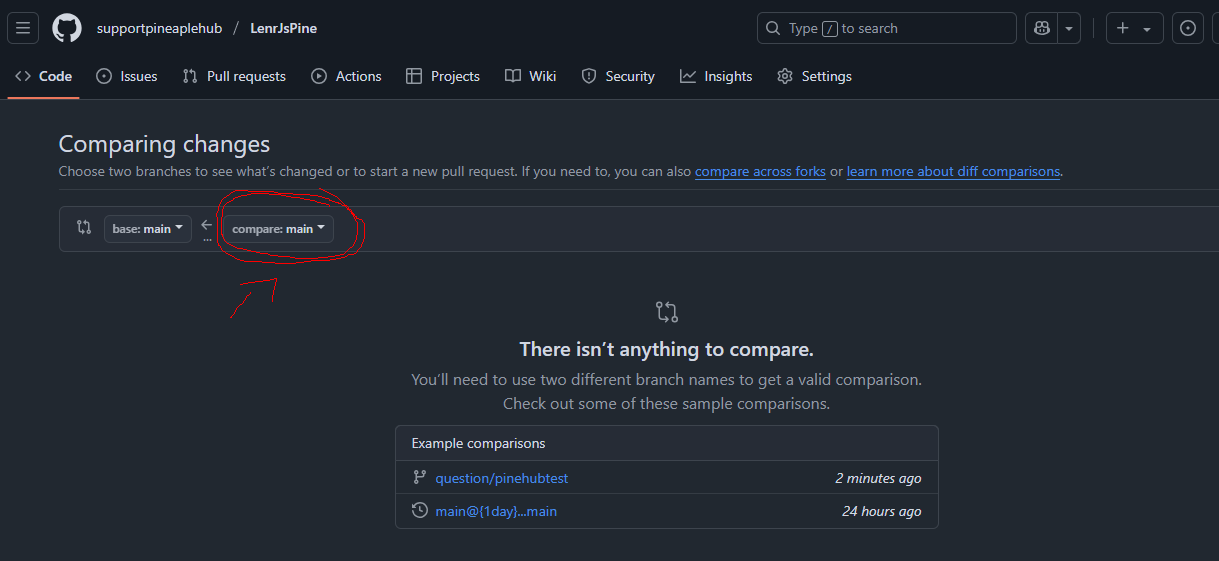 supportpineaplehub / LenrJsPine
Type / to search
Code Issues Pull requests Actions Projects Wiki Security Insights Settings
Comparing changes
Choose two branches to see what's changed or to start a new pull request. If you need to, you can also compare across forks or learn more about diff comparisons.
base: main
...
compare: main
There isn't anything to compare.
You'll need to use two different branch names to get a valid comparison.
Check out some of these sample comparisons.
Example comparisons
question/pinehubtest 2 minutes ago
main@{1day}...main 24 hours ago